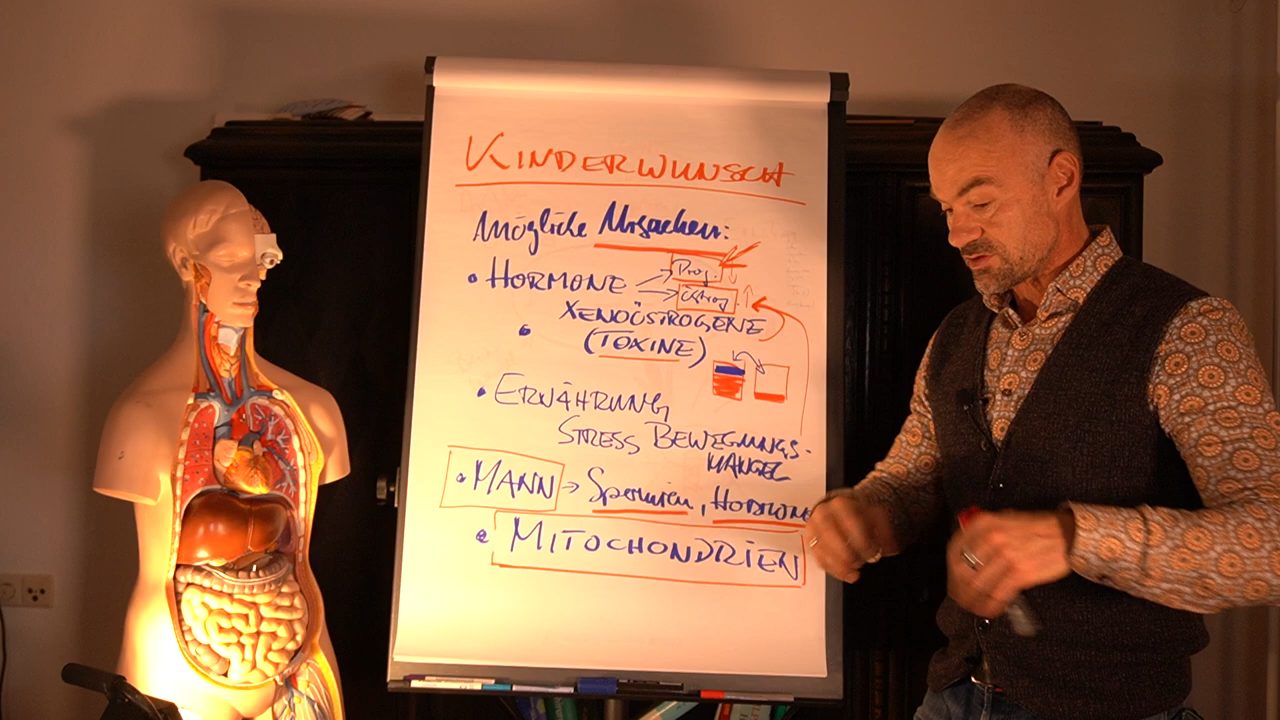 KINDERWUNSCH
Mögliche Ursachen:
• HORMONE → Prog. ↓
→ Östrog. ↑
XENOÖSTROGENE
• (TOXINE)
• ERNÄHRUNG,
STRESS BEWEGUNGS-
MANGEL
• MANN → Spermien, HORMONE
• MITOCHONDRIEN